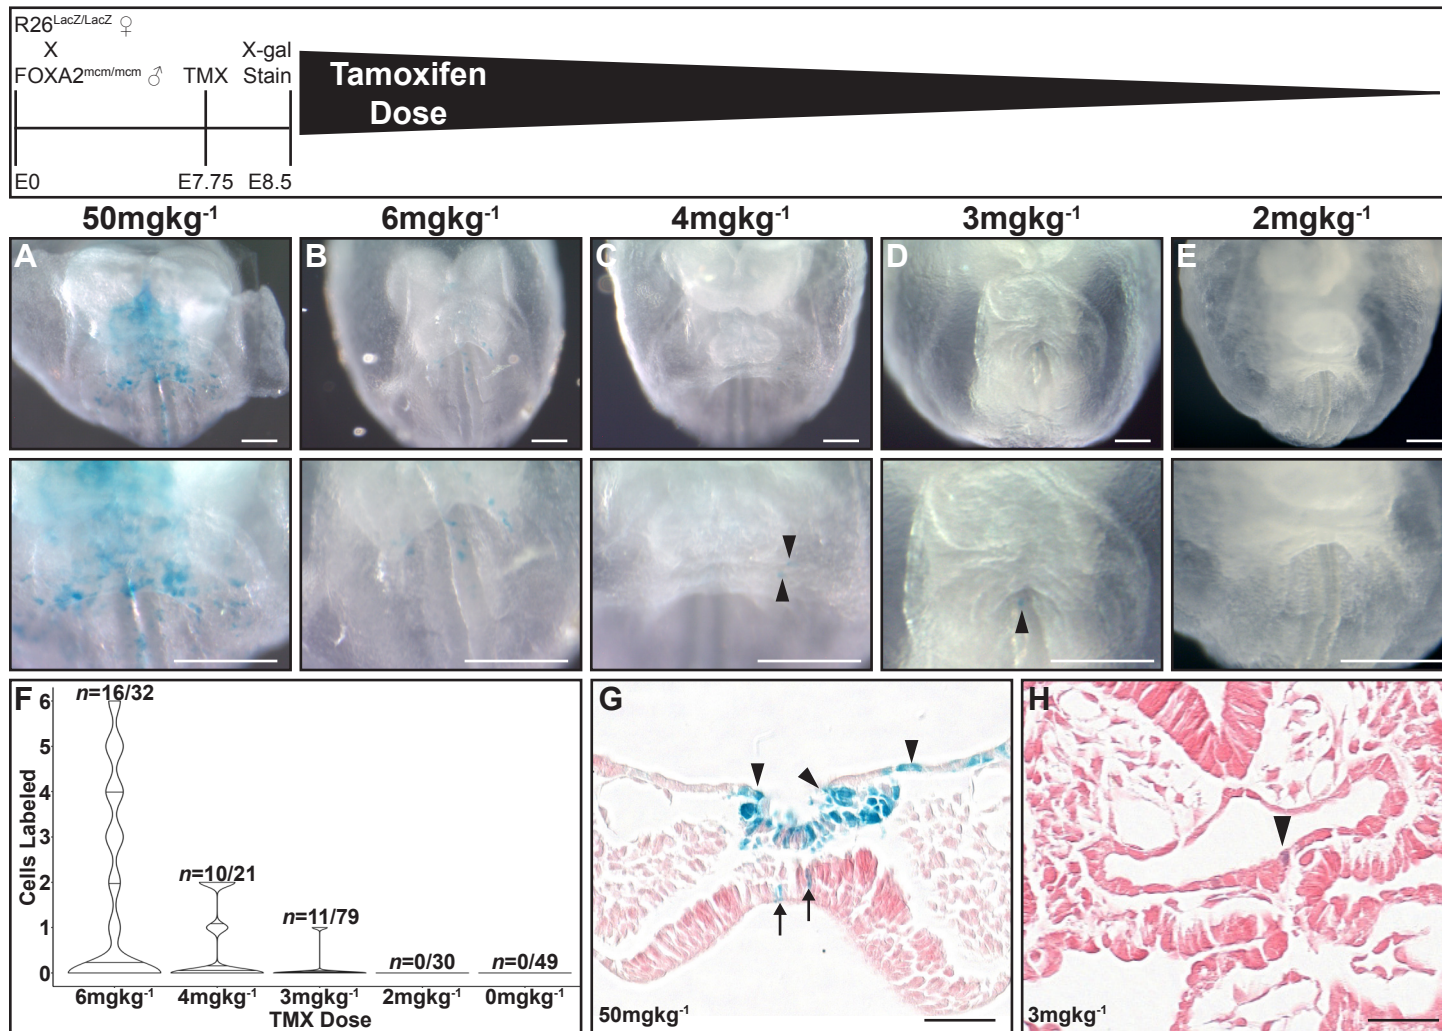 R26LacZ/LacZ ♀
X
FOXA2mcm/mcm ♂
TMX
X-gal
Stain
E0
E7.75
E8.5
Tamoxifen
Dose
50mgkg-1
6mgkg-1
4mgkg-1
3mgkg-1
2mgkg-1
A
B
C
D
E
F
Cells Labeled
6
5
4
3
2
1
0
n=16/32
n=10/21
n=11/79
n=0/30
n=0/49
6mgkg-1
4mgkg-1
3mgkg-1
2mgkg-1
0mgkg-1
TMX Dose
G
50mgkg-1
H
3mgkg-1